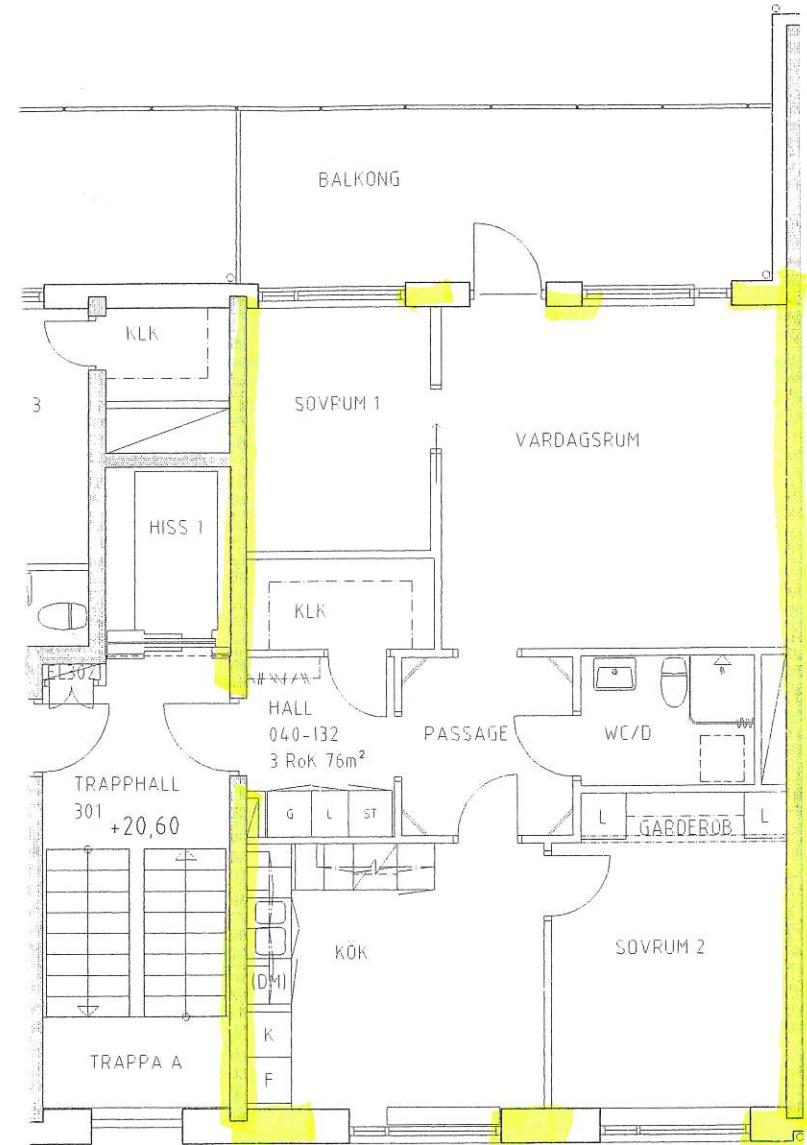 BALKONG
KLK
SOVRUM 1
3
VARDAGSRUM
HISS 1
KLK
EL302
HALL
040-132
3 RoK 76m²
PASSAGE
WC/D
TRAPPHALL
301
+20,60
G
L
ST
L
GARDEROB
L
KÖK
SOVRUM 2
(DM)
K
TRAPPA A
F